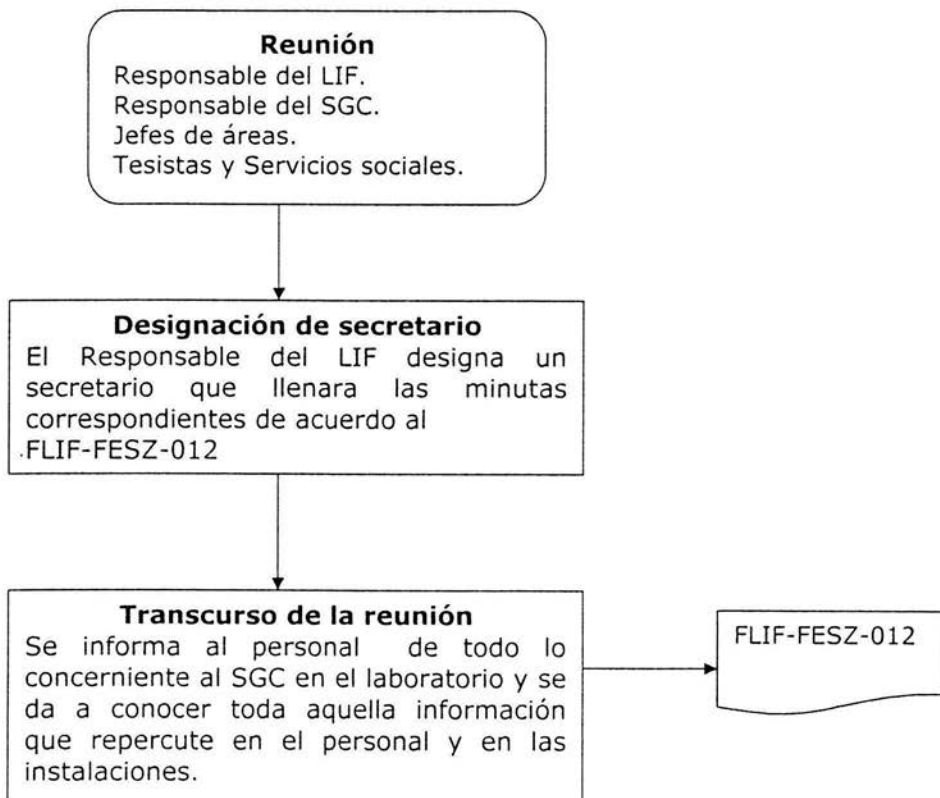 Reunión
Responsable del LIF.
Responsable del SGC.
Jefes de áreas.
Tesistas y Servicios sociales.
Designación de secretario
El Responsable del LIF designa un
secretario que llenara las minutas
correspondientes de acuerdo al
FLIF-FESZ-012
Transcurso de la reunión
Se informa al personal de todo lo
concerniente al SGC en el laboratorio y se
da a conocer toda aquella información
que repercute en el personal y en las
instalaciones.
FLIF-FESZ-012